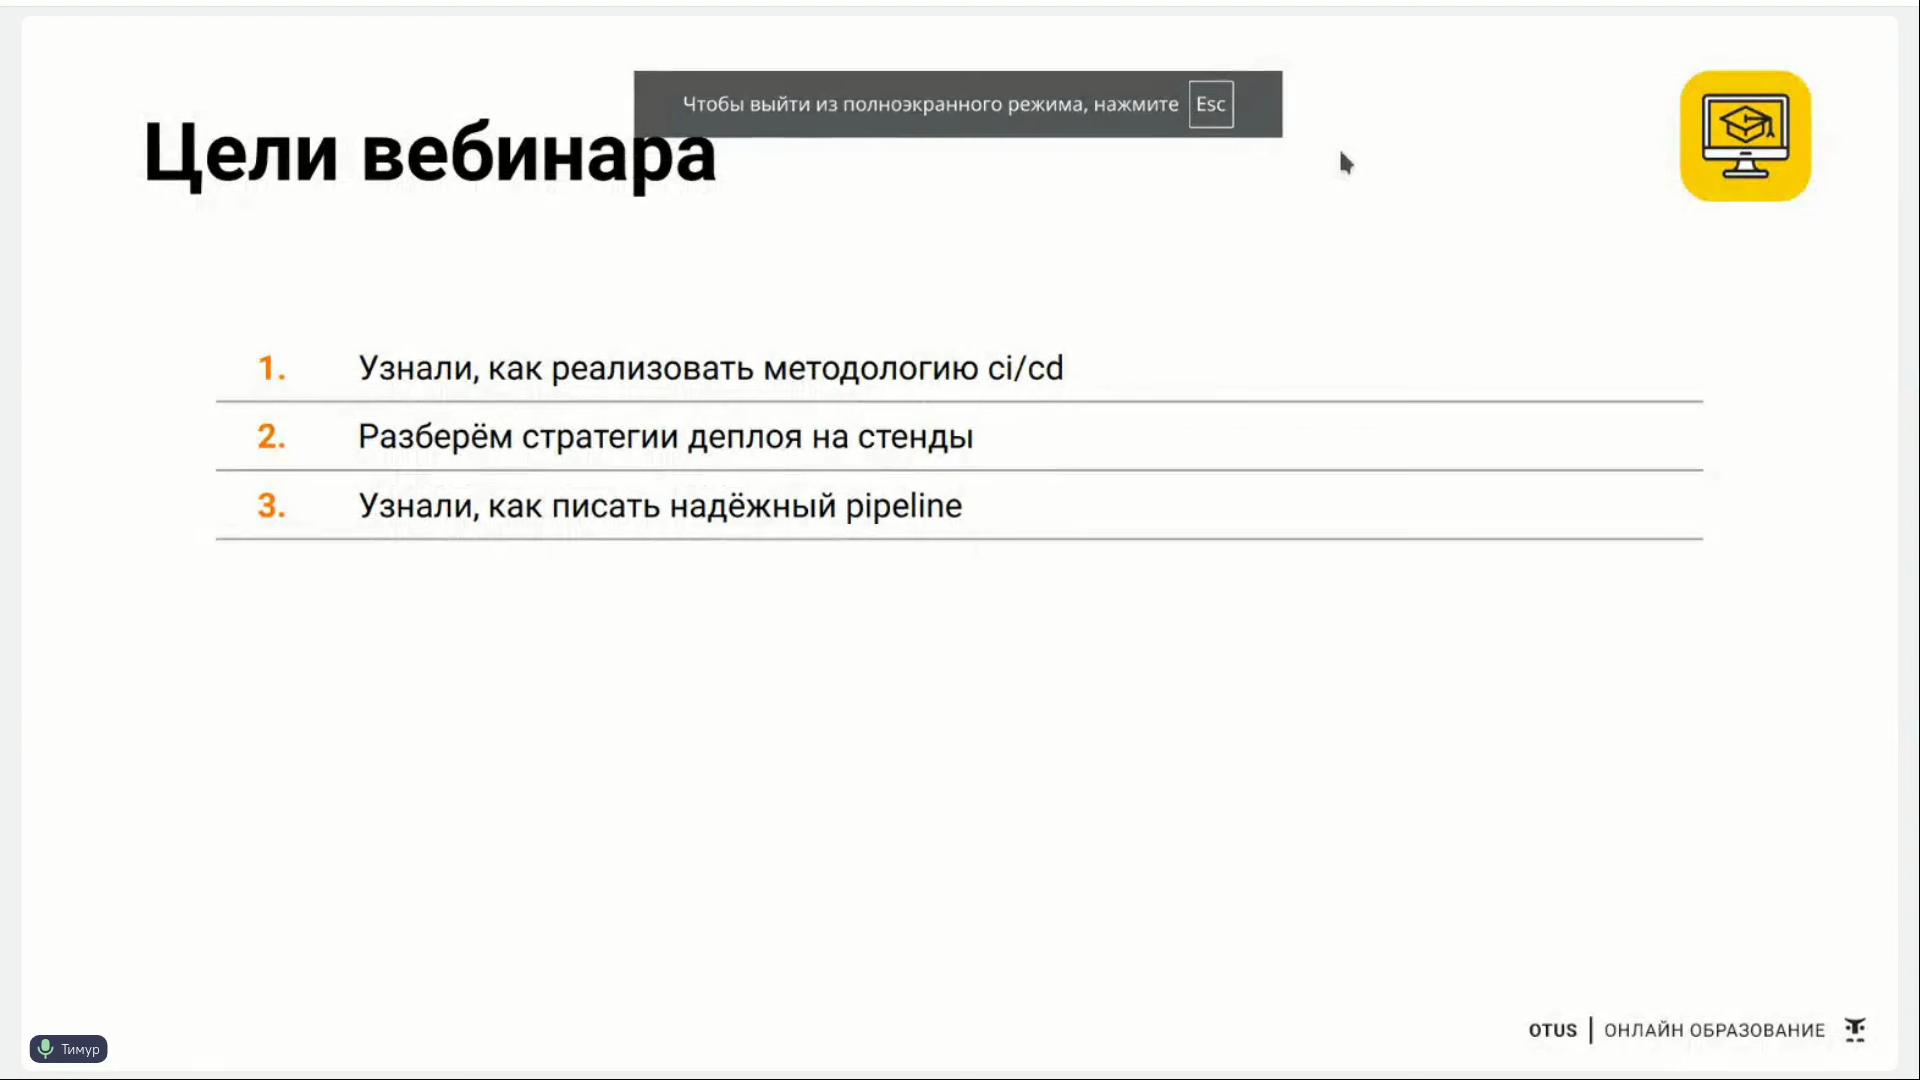 Чтобы выйти из полноэкранного режима, нажмите Esc
Цели вебинара
1. Узнали, как реализовать методологию ci/cd
2. Разберём стратегии деплоя на стенды
3. Узнали, как писать надёжный pipeline
Тимур
OTUS | ОНЛАЙН ОБРАЗОВАНИЕ